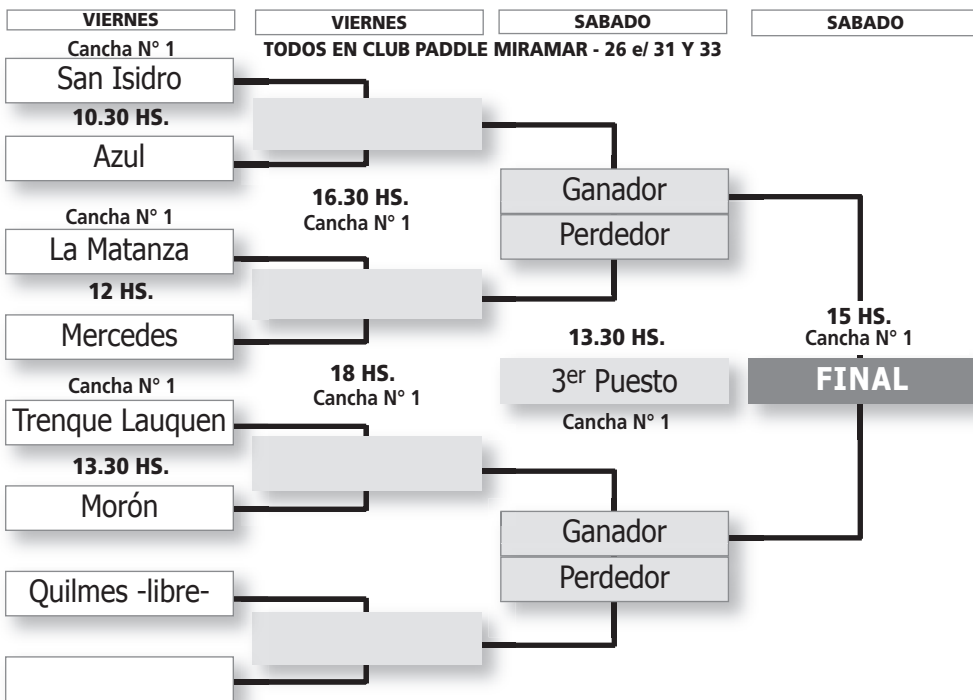 VIERNES
VIERNES
SABADO
SABADO
Cancha N° 1
TODOS EN CLUB PADDLE MIRAMAR - 26 e/ 31 Y 33
San Isidro
10.30 HS.
Azul
16.30 HS.
Cancha N° 1
Ganador
Perdedor
Cancha N° 1
La Matanza
12 HS.
Mercedes
13.30 HS.
3er Puesto
Cancha N° 1
15 HS.
Cancha N° 1
FINAL
Cancha N° 1
Trenque Lauquen
13.30 HS.
Morón
18 HS.
Cancha N° 1
Ganador
Perdedor
Quilmes -libre-